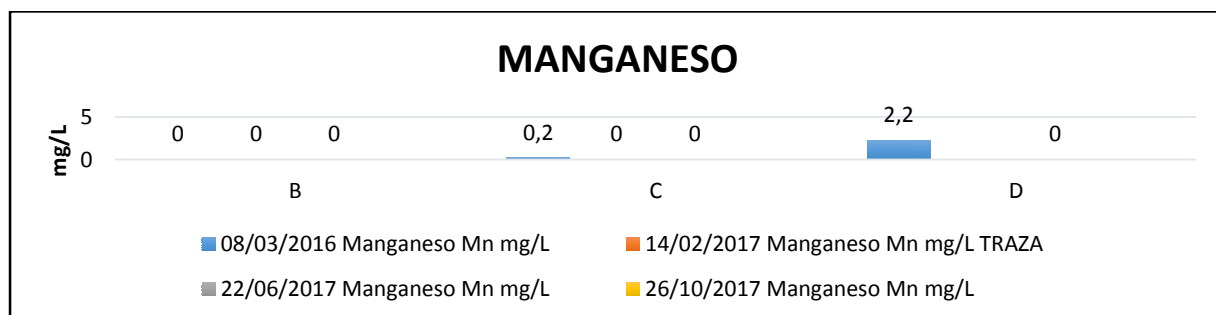 MANGANESO
mg/L
5
0
0 0 0 0,2 0 0 2,2 0
B C D
08/03/2016 Manganeso Mn mg/L 14/02/2017 Manganeso Mn mg/L TRAZA
22/06/2017 Manganeso Mn mg/L 26/10/2017 Manganeso Mn mg/L